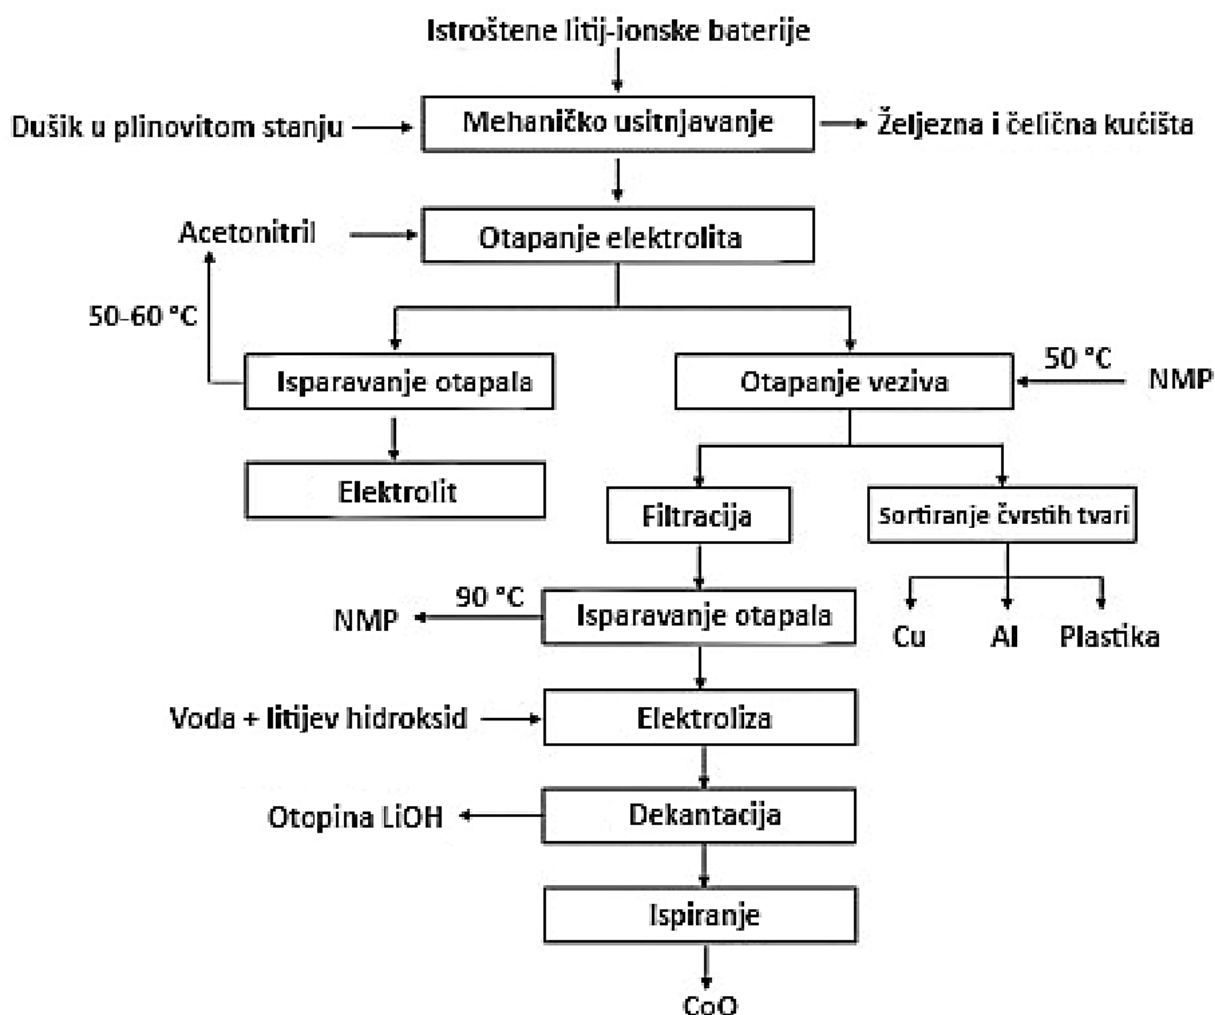 Istroštene litij-ionske baterije
Dušik u plinovitom stanju
Mehaničko usitnjavanje
Željezna i čelična kućišta
Acetonitril
Otapanje elektrolita
50-60 °C
Isparavanje otapala
Otapanje veziva
50 °C
NMP
Elektrolit
Filtracija
Sortiranje čvrstih tvari
NMP
90 °C
Isparavanje otapala
Cu
Al
Plastika
Voda + litijev hidroksid
Elektroliza
Otopina LiOH
Dekantacija
Ispiranje
CoO